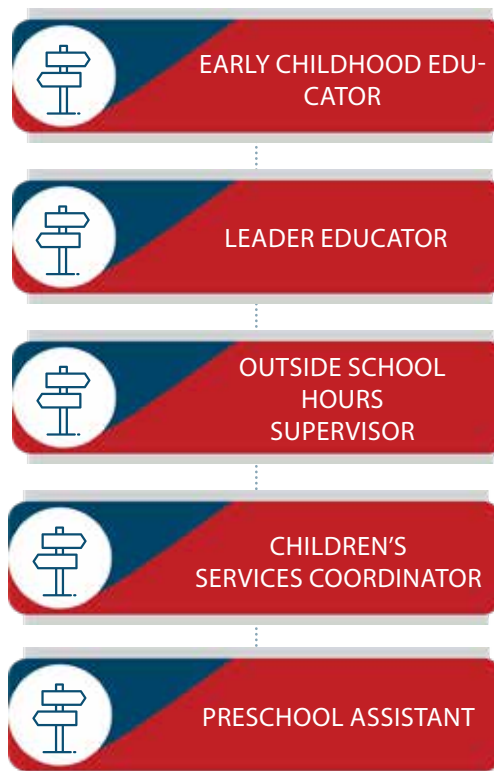 EARLY CHILDHOOD EDU-
CATOR
LEADER EDUCATOR
OUTSIDE SCHOOL
HOURS
SUPERVISOR
CHILDREN’S
SERVICES COORDINATOR
PRESCHOOL ASSISTANT